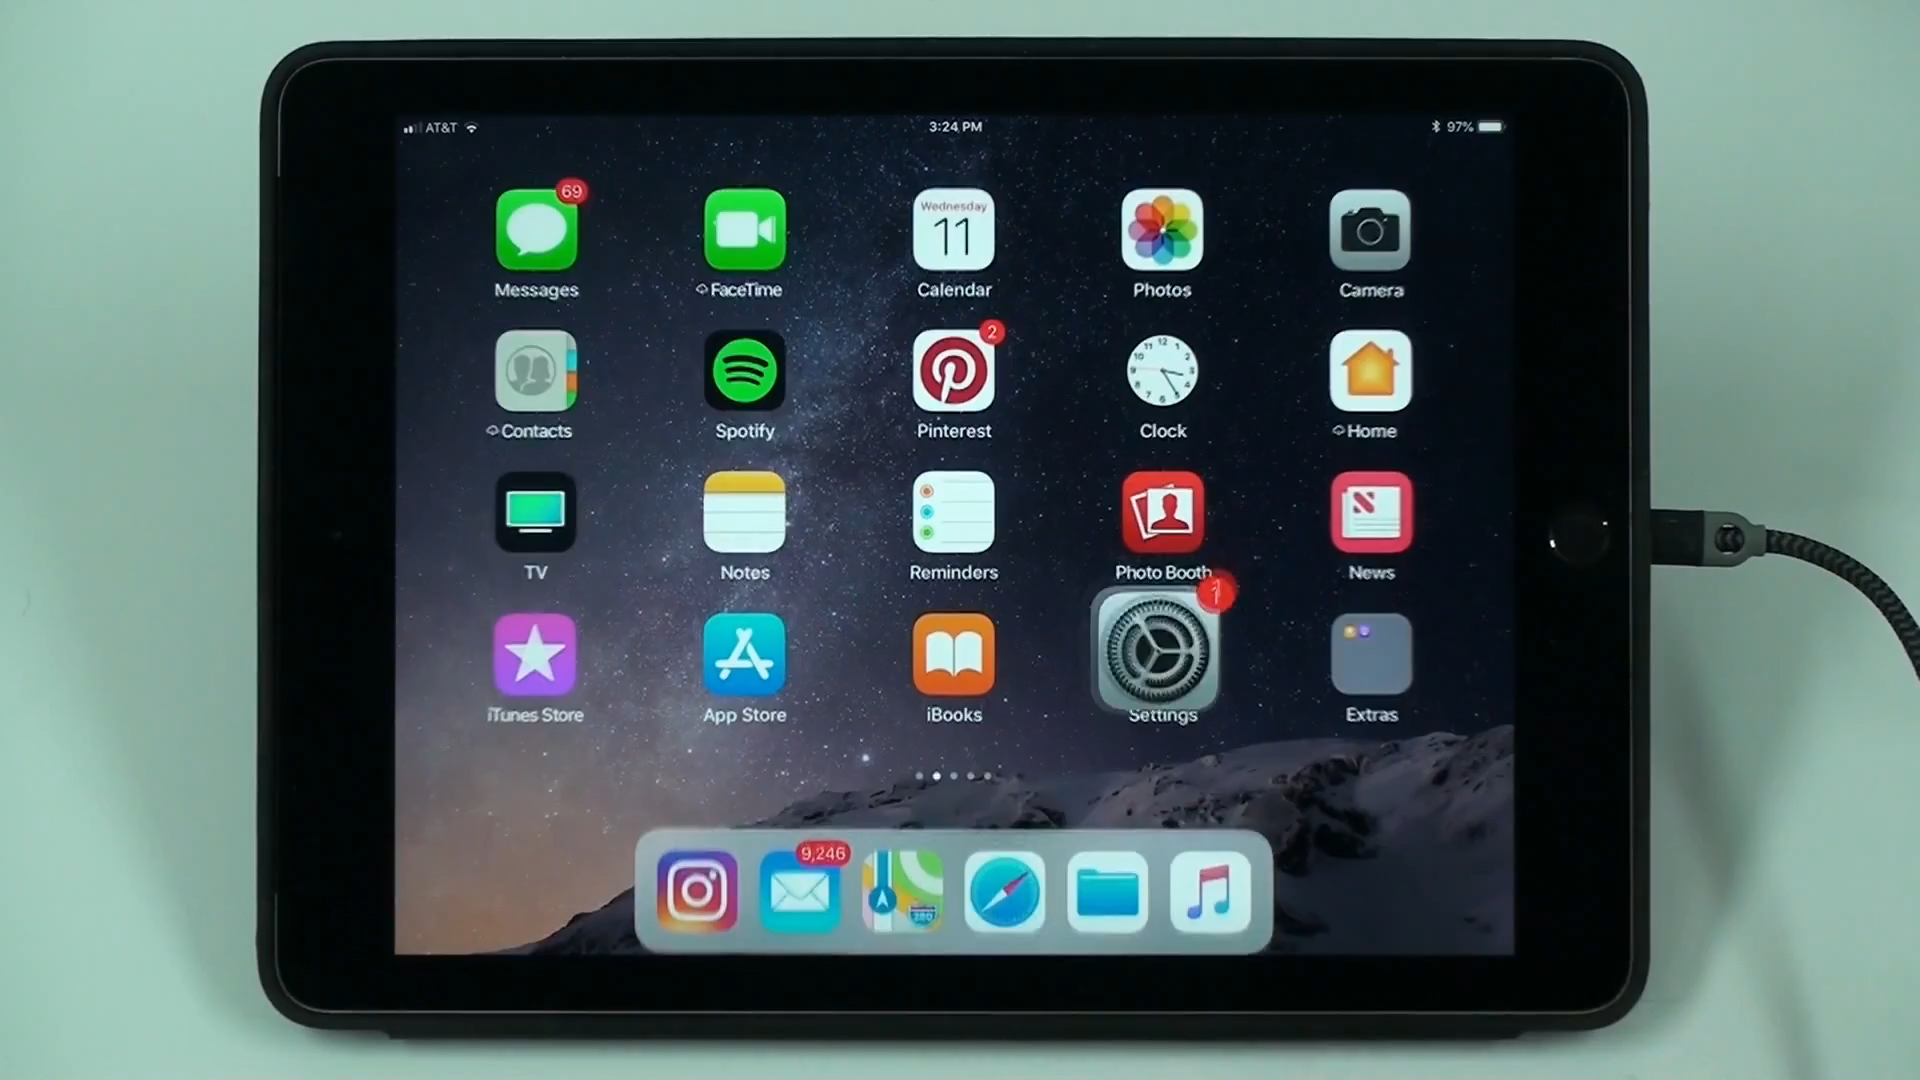 AT&T
3:24 PM
97%
69
Wednesday
11
Messages
FaceTime
Calendar
Photos
Camera
2
Contacts
Spotify
Pinterest
Clock
Home
TV
Notes
Reminders
Photo Booth
News
1
iTunes Store
App Store
iBooks
Settings
Extras
9,246
280